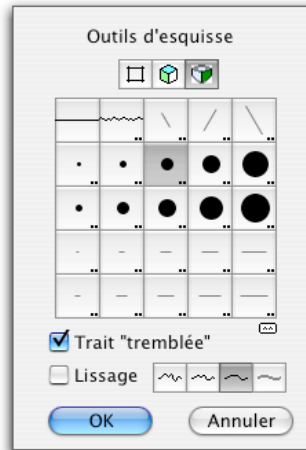 Outils d'esquisse
Trait "tremblée"
Lissage
OK Annuler